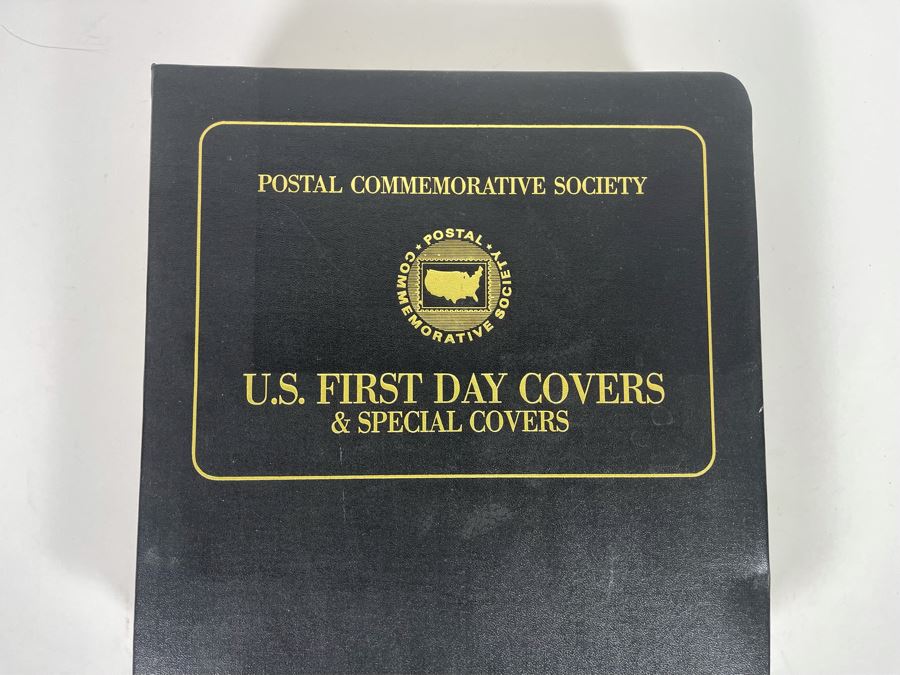 POSTAL COMMEMORATIVE SOCIETY
★ POSTAL ★
COMMEMORATIVE SOCIETY
U.S. FIRST DAY COVERS
& SPECIAL COVERS